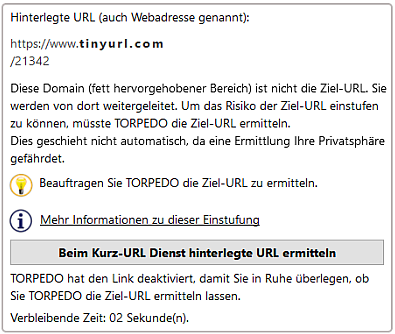 Hinterlegte URL (auch Webadresse genannt):
https://www.tinyurl.com
/21342
Diese Domain (fett hervorgehobener Bereich) ist nicht die Ziel-URL. Sie
werden von dort weitergeleitet. Um das Risiko der Ziel-URL einstufen
zu können, müsste TORPEDO die Ziel-URL ermitteln.
Dies geschieht nicht automatisch, da eine Ermittlung Ihre Privatsphäre
gefährdet.
Beauftragen Sie TORPEDO die Ziel-URL zu ermitteln.
Mehr Informationen zu dieser Einstufung
Beim Kurz-URL Dienst hinterlegte URL ermitteln
TORPEDO hat den Link deaktiviert, damit Sie in Ruhe überlegen, ob
Sie TORPEDO die Ziel-URL ermitteln lassen.
Verbleibende Zeit: 02 Sekunde(n).